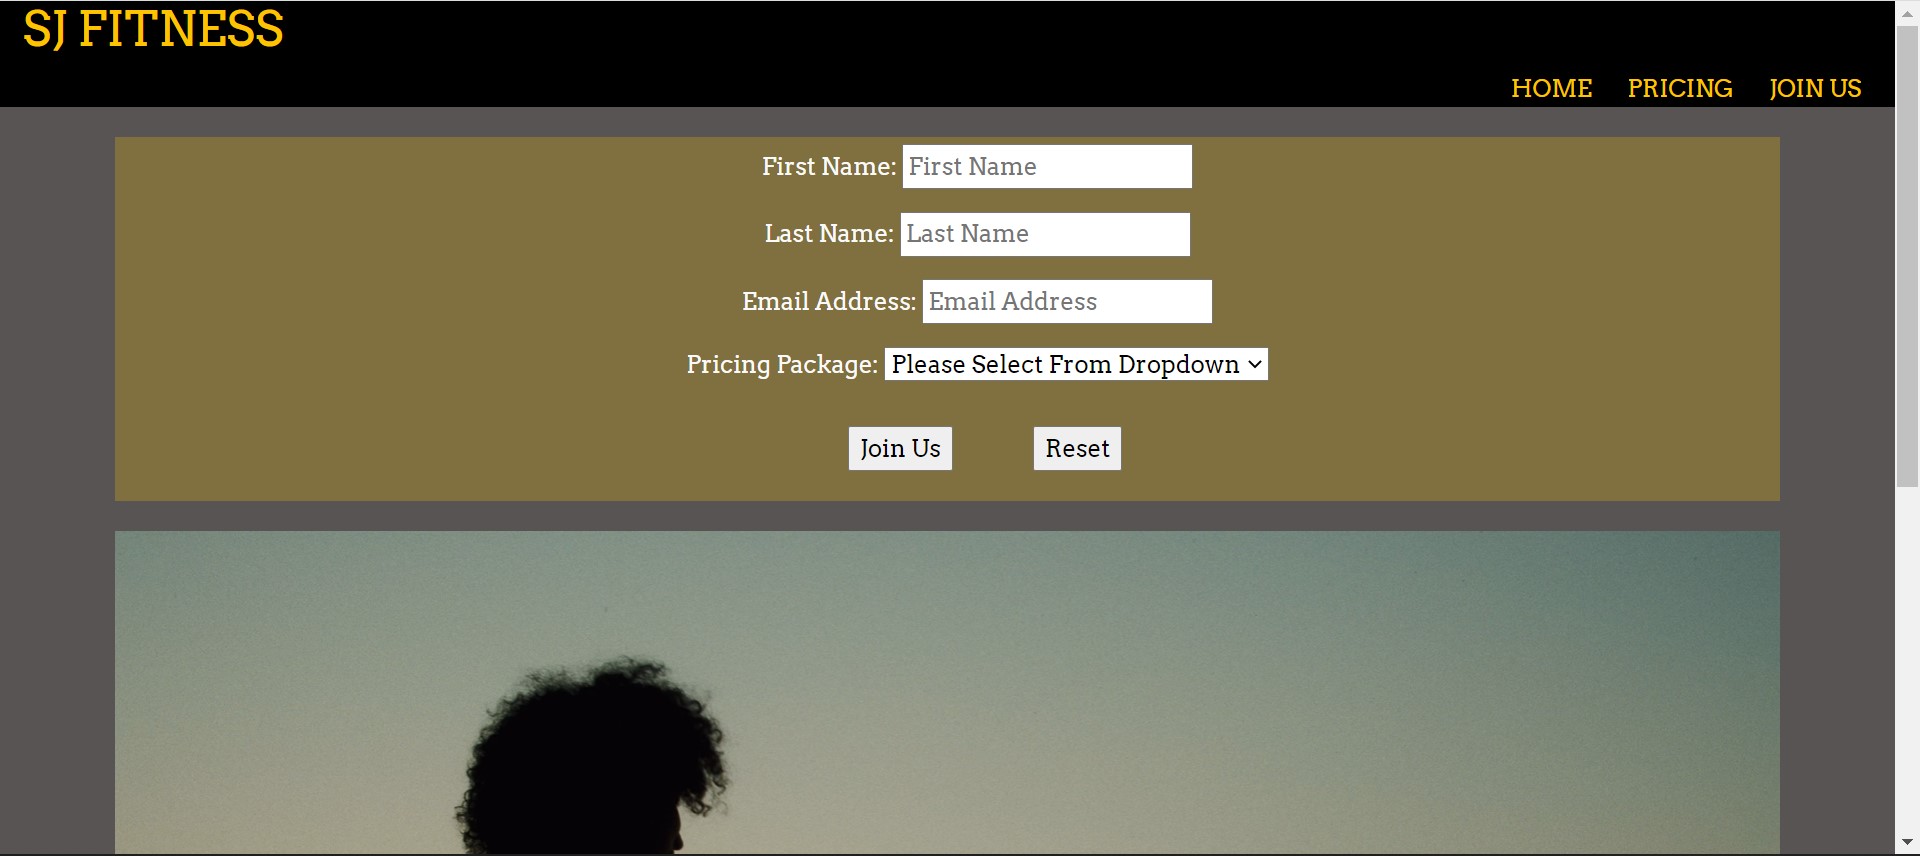 SJ FITNESS
HOME PRICING JOIN US
First Name: First Name
Last Name: Last Name
Email Address: Email Address
Pricing Package: Please Select From Dropdown
Join Us Reset